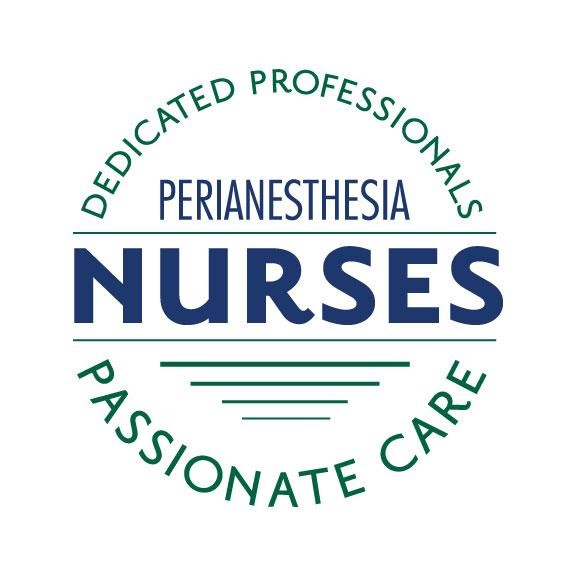 DEDICATED PROFESSIONALS
PERIANESTHESIA
NURSES
PASSIONATE CARE